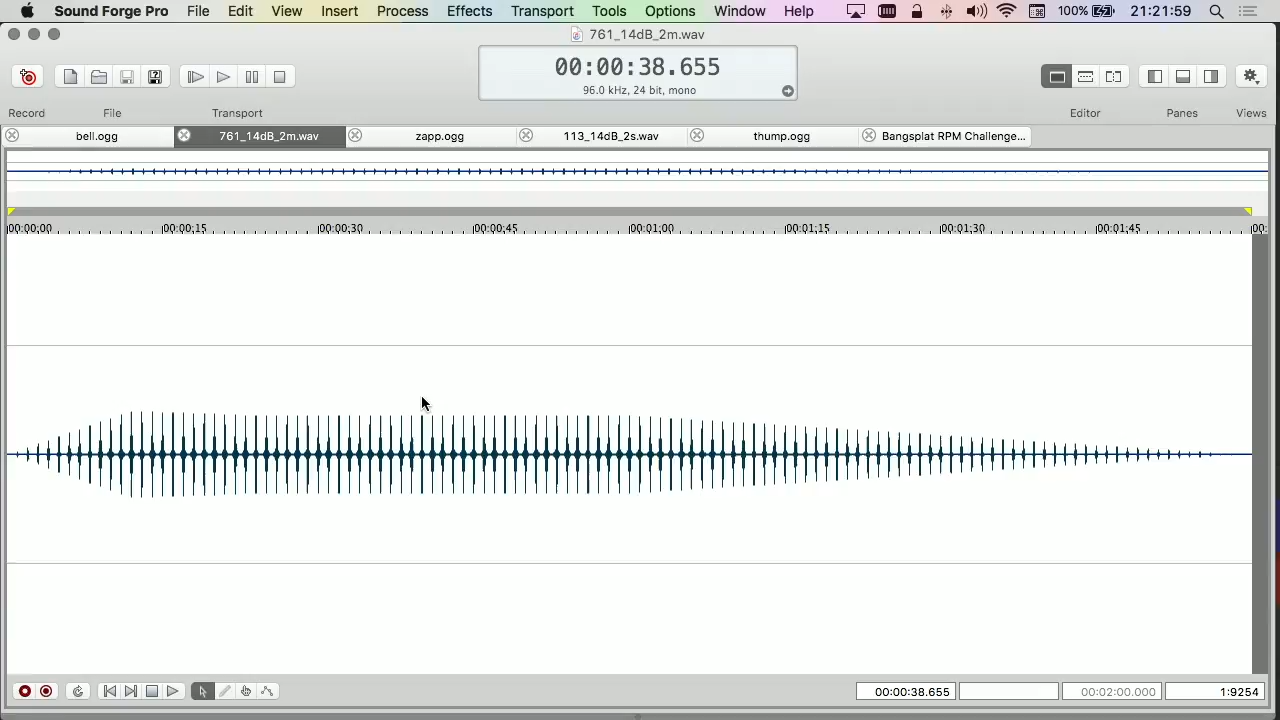 Sound Forge Pro File Edit View Insert Process Effects Transport Tools Options Window Help 100% 21:21:59
761_14dB_2m.wav
00:00:38.655
96.0 kHz, 24 bit, mono
Record File Transport Editor Panes Views
bell.ogg 761_14dB_2m.wav zapp.ogg 113_14dB_2s.wav thump.ogg Bangsplat RPM Challenge...
00:00:00 00:00:15 00:00:30 00:00:45 00:01:00 00:01:15 00:01:30 00:01:45 00:
00:00:38.655 00:02:00.000 1:9254